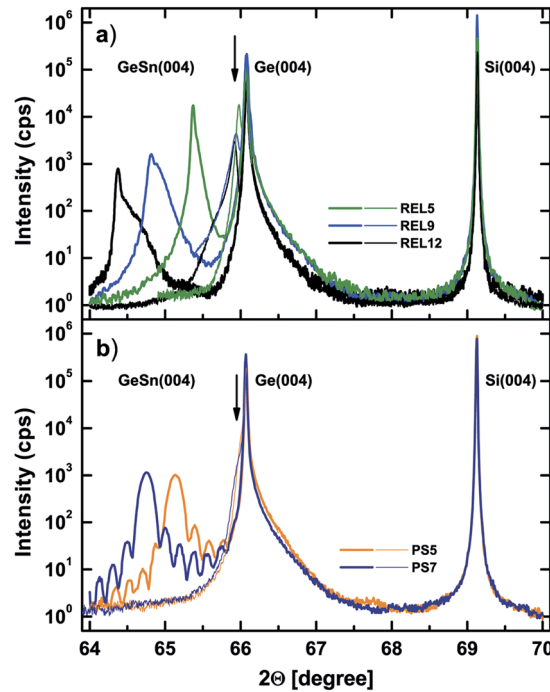 a)
GeSn(004)
Ge(004)
Si(004)
REL5
REL9
REL12
Intensity (cps)
10⁶
10⁵
10⁴
10³
10²
10¹
10⁰
b)
GeSn(004)
Ge(004)
Si(004)
PS5
PS7
Intensity (cps)
10⁶
10⁵
10⁴
10³
10²
10¹
10⁰
64 65 66 67 68 69 70
2Θ [degree]